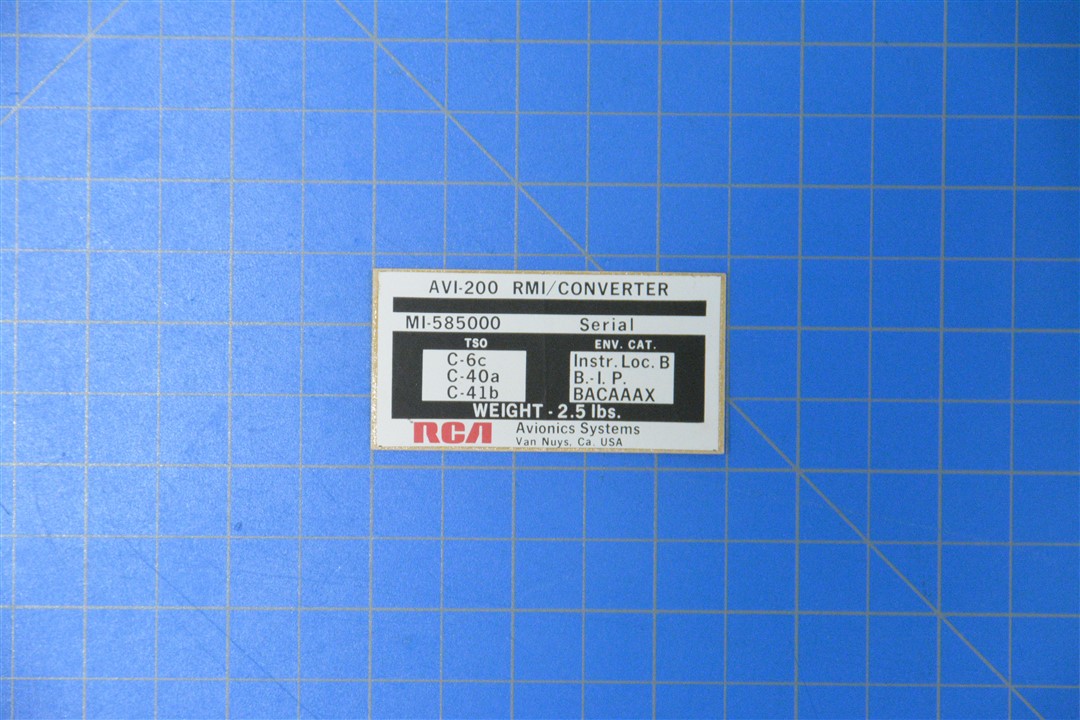 AVI-200 RMI/CONVERTER
MI-585000 Serial
TSO ENV. CAT.
C-6c Instr. Loc. B
C-40a B.-I. P.
C-41b BACAAAX
WEIGHT - 2.5 lbs.
RCA Avionics Systems
Van Nuys, Ca. USA